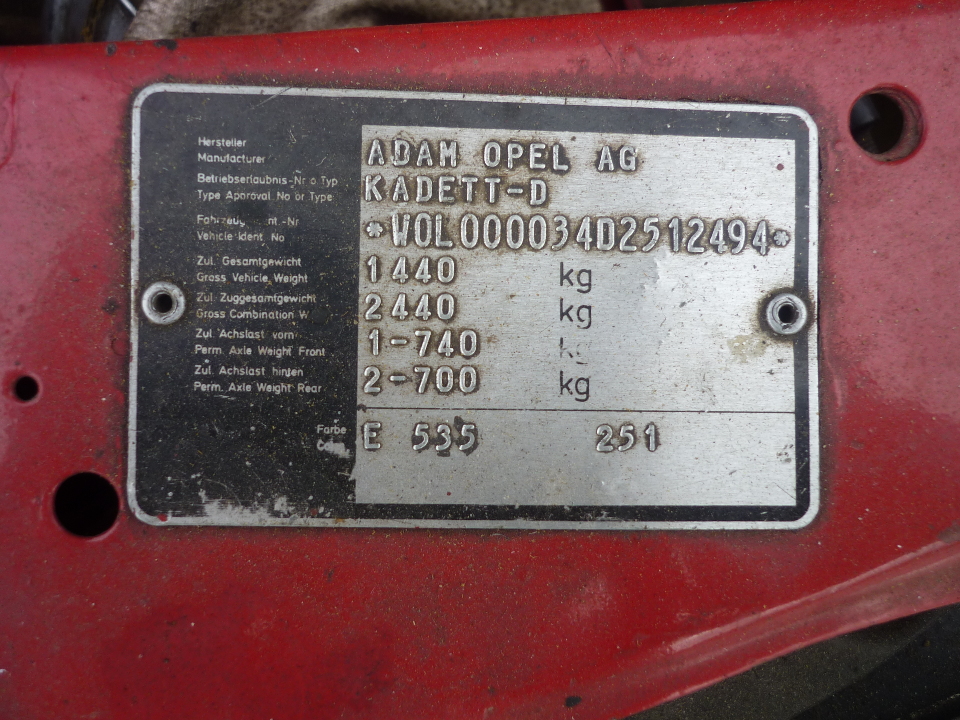 Hersteller
Manufacturer ADAM OPEL AG
Betriebserlaubnis-Nr o Typ
Type Approval No or Type KADETT-D
Vehicle Ident. No *W0L000034D2512494*
Zul. Gesamtgewicht
Gross Vehicle Weight 1440 kg
Zul. Zuggesamtgewicht
Gross Combination W 2440 kg
Zul. Achslast vorn
Perm. Axle Weight Front 1-740
Zul. Achslast hinten
Perm. Axle Weight Rear 2-700 kg
Farbe E 535 251